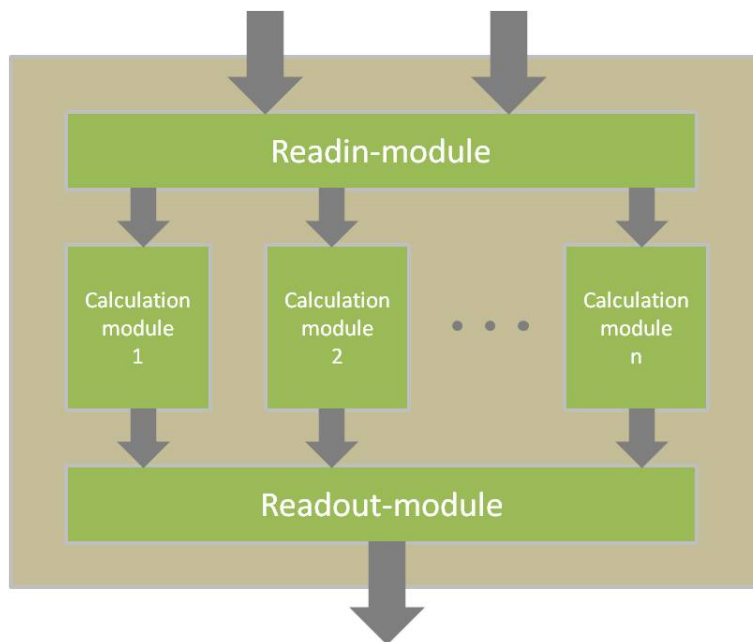 Readin-module
Calculation
module
1
Calculation
module
2
Calculation
module
n
Readout-module